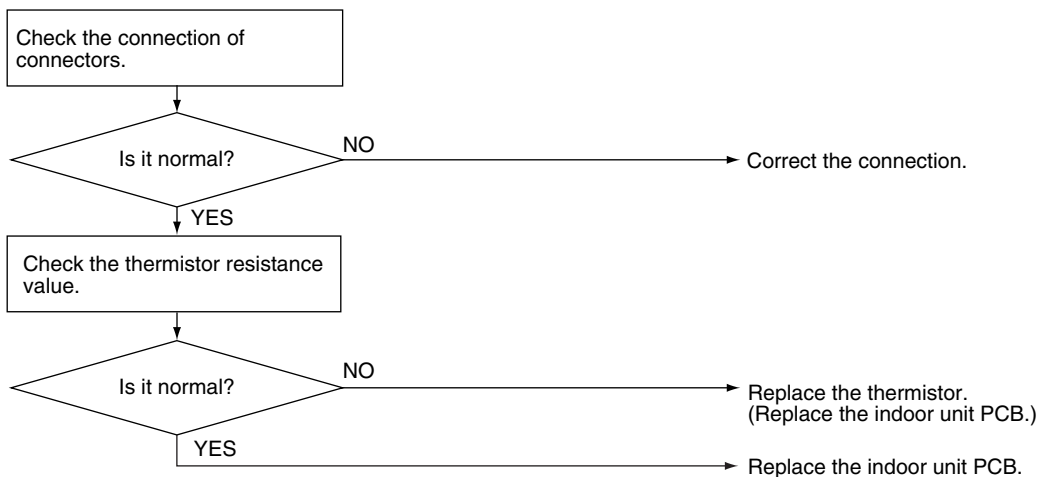 Check the connection of
connectors.
Is it normal?
NO
Correct the connection.
YES
Check the thermistor resistance
value.
Is it normal?
NO
Replace the thermistor.
(Replace the indoor unit PCB.)
YES
Replace the indoor unit PCB.